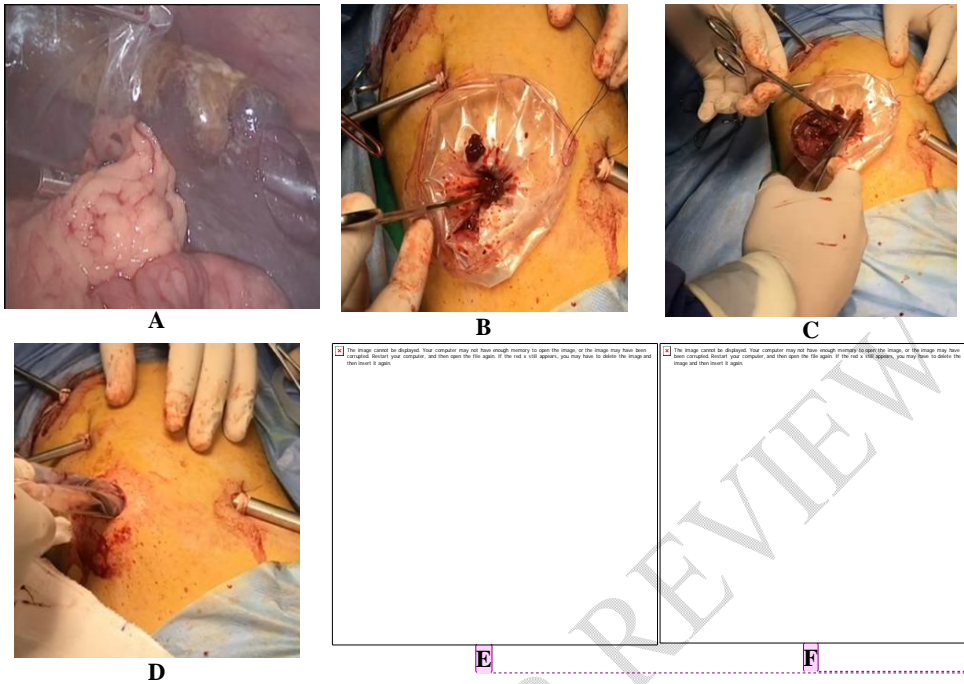 A
B
C
The image cannot be displayed. Your computer may not have enough memory to open the image, or the image may have been
corrupted. Restart your computer, and then open the file again. If the red x still appears, you may have to delete the image and
then insert it again.
The image cannot be displayed. Your computer may not have enough memory to open the image, or the image may have
been corrupted. Restart your computer, and then open the file again. If the red x still appears, you may have to delete the
image and then insert it again.
D
E
F
REVIEW